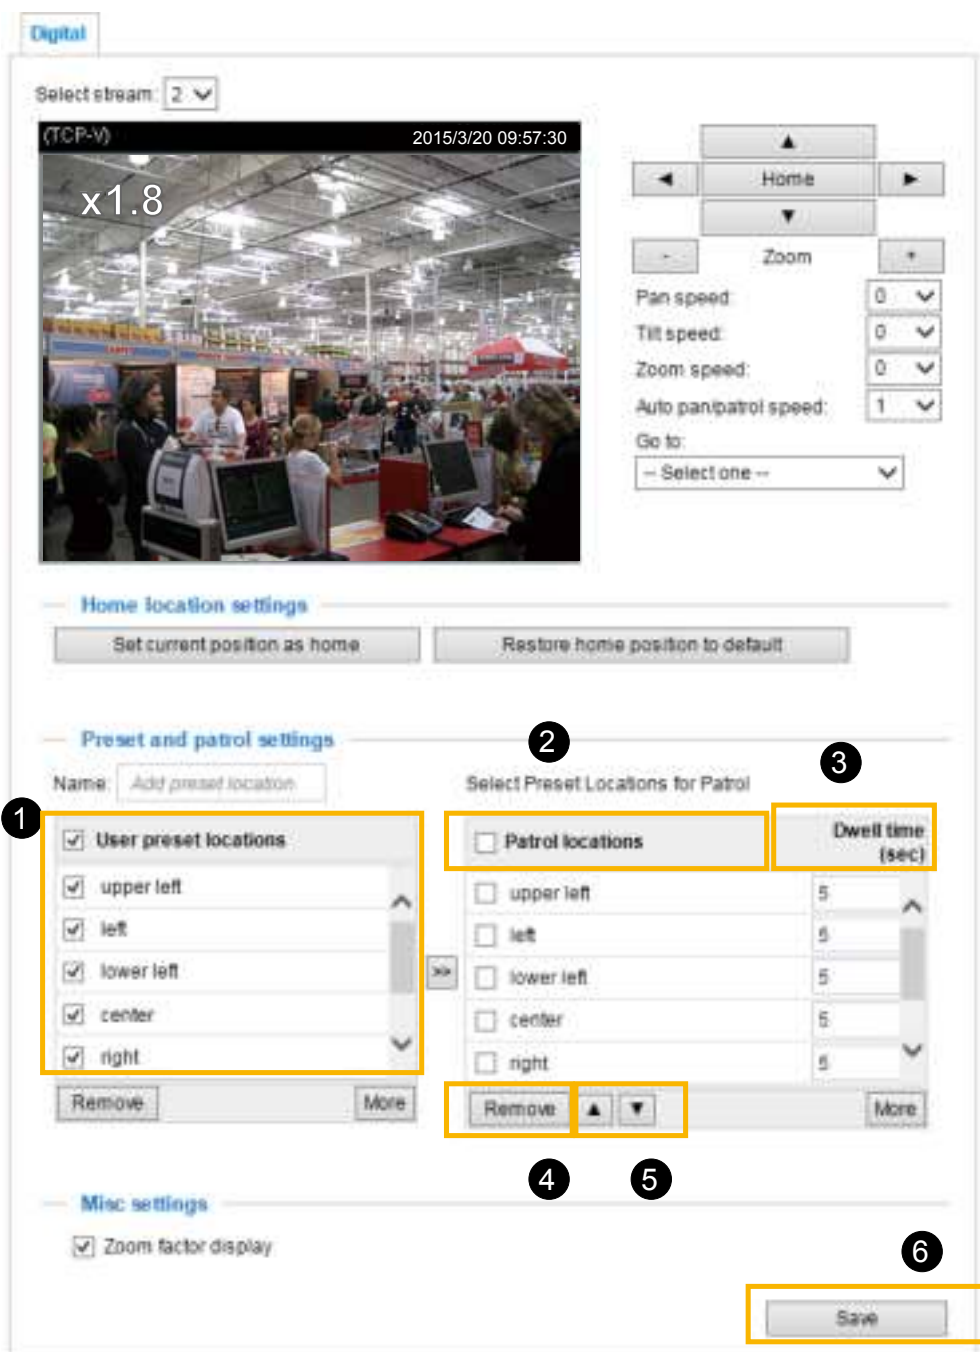 Digital
Select stream: 2
(TCP-V) 2015/3/20 09:57:30
x1.8
Home
- Zoom +
Pan speed: 0
Tilt speed: 0
Zoom speed: 0
Auto pan/patrol speed: 1
Go to:
-- Select one --
Home location settings
Set current position as home Restore home position to default
Preset and patrol settings
2
3
Name: Add preset location Select Preset Locations for Patrol
1
User preset locations Patrol locations Dwell time
(sec)
upper left upper left 5
left left 5
lower left >> lower left 5
center center 5
right right 5
Remove More Remove ▲ ▼ More
4 5
Misc settings
Zoom factor display
6
Save